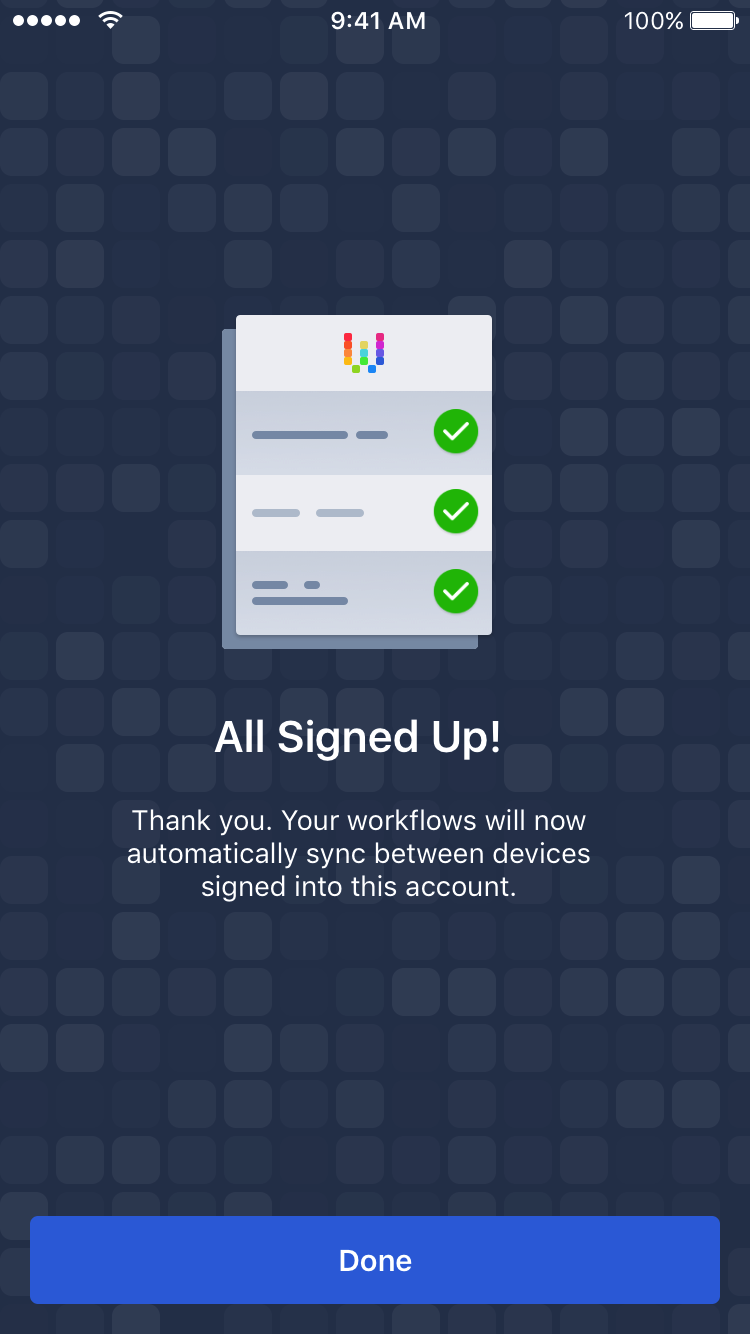 9:41 AM 100%
All Signed Up!
Thank you. Your workflows will now
automatically sync between devices
signed into this account.
Done